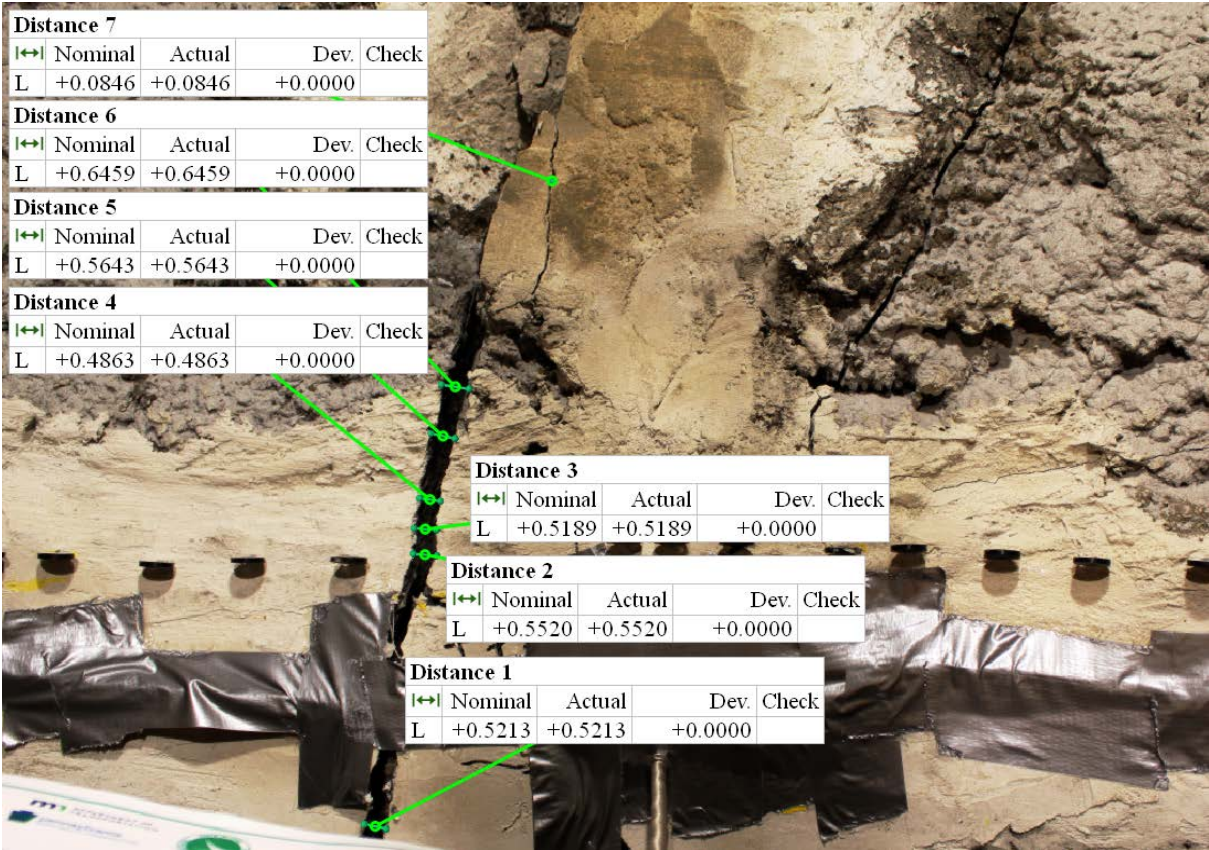 Distance 7
Nominal Actual Dev. Check
L +0.0846 +0.0846 +0.0000
Distance 6
Nominal Actual Dev. Check
L +0.6459 +0.6459 +0.0000
Distance 5
Nominal Actual Dev. Check
L +0.5643 +0.5643 +0.0000
Distance 4
Nominal Actual Dev. Check
L +0.4863 +0.4863 +0.0000
Distance 3
Nominal Actual Dev. Check
L +0.5189 +0.5189 +0.0000
Distance 2
Nominal Actual Dev. Check
L +0.5520 +0.5520 +0.0000
Distance 1
Nominal Actual Dev. Check
L +0.5213 +0.5213 +0.0000